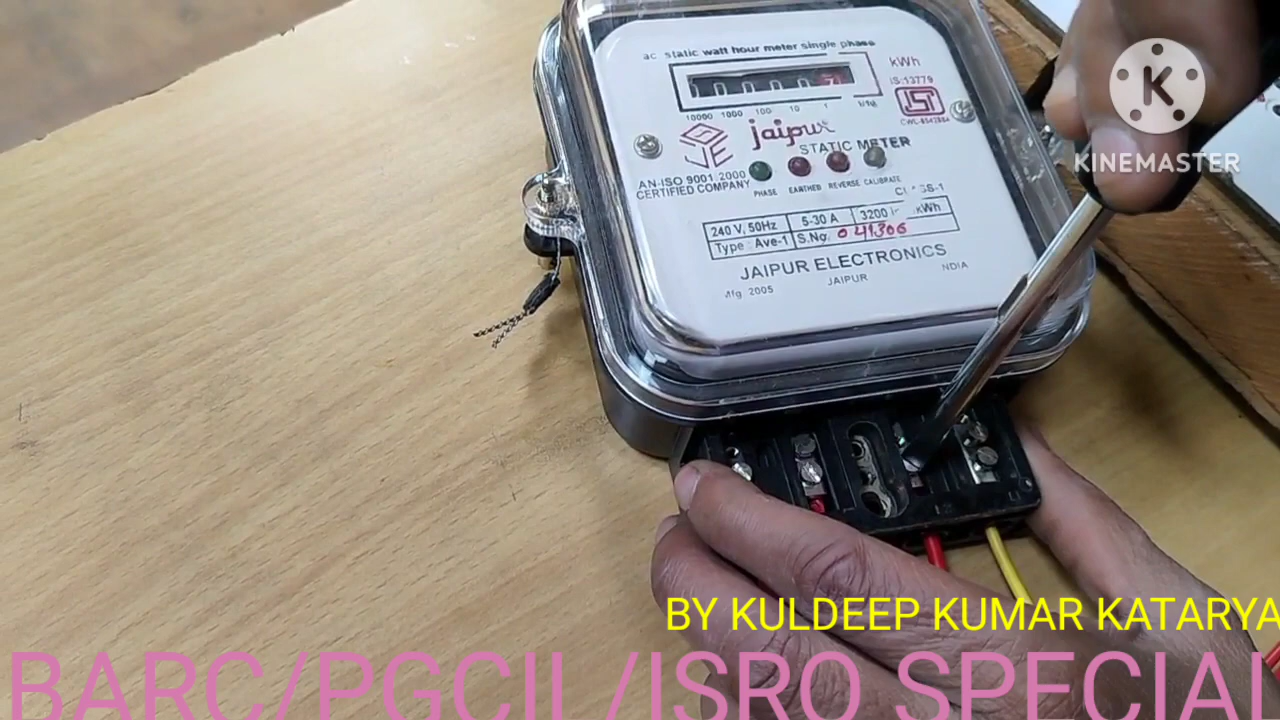 ac static watt hour meter single phase
kWh
10000 1000 100 10 1 1/10
IS:13779
jaipur
STATIC METER
AN-ISO 9001:2000
CERTIFIED COMPANY
PHASE EARTHED REVERSE CALIBRATE
240 V, 50Hz 5-30 A 3200
kWh
Type : Ave-1 S.No. 041306
JAIPUR ELECTRONICS
Mfg 2005 JAIPUR
K
KINEMASTER
BY KULDEEP KUMAR KATARYA
BARC/PGCIL/ISRO SPECIAL